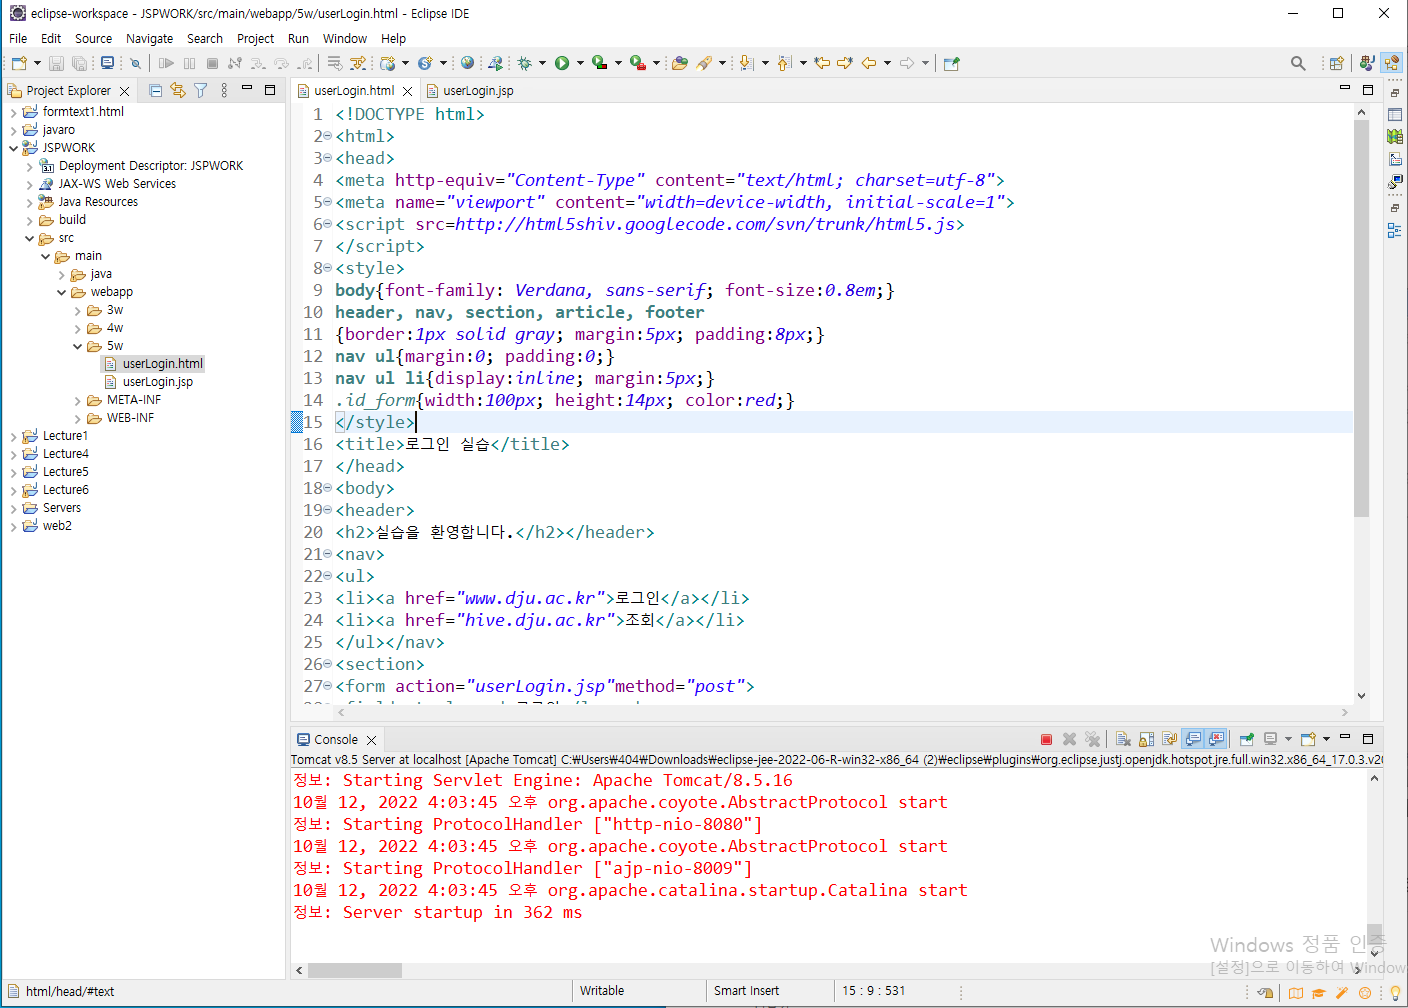 eclipse-workspace - JSPWORK/src/main/webapp/5w/userLogin.html - Eclipse IDE
File Edit Source Navigate Search Project Run Window Help
Project Explorer
formtext1.html
javaro
JSPWORK
Deployment Descriptor: JSPWORK
JAX-WS Web Services
Java Resources
build
src
main
java
webapp
3w
4w
5w
userLogin.html
userLogin.jsp
META-INF
WEB-INF
Lecture1
Lecture4
Lecture5
Lecture6
Servers
web2
userLogin.html userLogin.jsp
1 <!DOCTYPE html>
2 <html>
3 <head>
4 <meta http-equiv="Content-Type" content="text/html; charset=utf-8">
5 <meta name="viewport" content="width=device-width, initial-scale=1">
6 <script src=http://html5shiv.googlecode.com/svn/trunk/html5.js>
7 </script>
8 <style>
9 body{font-family: Verdana, sans-serif; font-size:0.8em;}
10 header, nav, section, article, footer
11 {border:1px solid gray; margin:5px; padding:8px;}
12 nav ul{margin:0; padding:0;}
13 nav ul li{display:inline; margin:5px;}
14 .id_form{width:100px; height:14px; color:red;}
15 </style>
16 <title>로그인 실습</title>
17 </head>
18 <body>
19 <header>
20 <h2>실습을 환영합니다.</h2></header>
21 <nav>
22 <ul>
23 <li><a href="www.dju.ac.kr">로그인</a></li>
24 <li><a href="hive.dju.ac.kr">조회</a></li>
25 </ul></nav>
26 <section>
27 <form action="userLogin.jsp"method="post">
Console
Tomcat v8.5 Server at localhost [Apache Tomcat] C:₩Users₩404₩Downloads₩eclipse-jee-2022-06-R-win32-x86_64 (2)₩eclipse₩plugins₩org.eclipse.justj.openjdk.hotspot.jre.full.win32.x86_64_17.0.3.v20
정보: Starting Servlet Engine: Apache Tomcat/8.5.16
10월 12, 2022 4:03:45 오후 org.apache.coyote.AbstractProtocol start
정보: Starting ProtocolHandler ["http-nio-8080"]
10월 12, 2022 4:03:45 오후 org.apache.coyote.AbstractProtocol start
정보: Starting ProtocolHandler ["ajp-nio-8009"]
10월 12, 2022 4:03:45 오후 org.apache.catalina.startup.Catalina start
정보: Server startup in 362 ms
Windows 정품 인증
[설정]으로 이동하여 Window
html/head/#text Writable Smart Insert 15 : 9 : 531